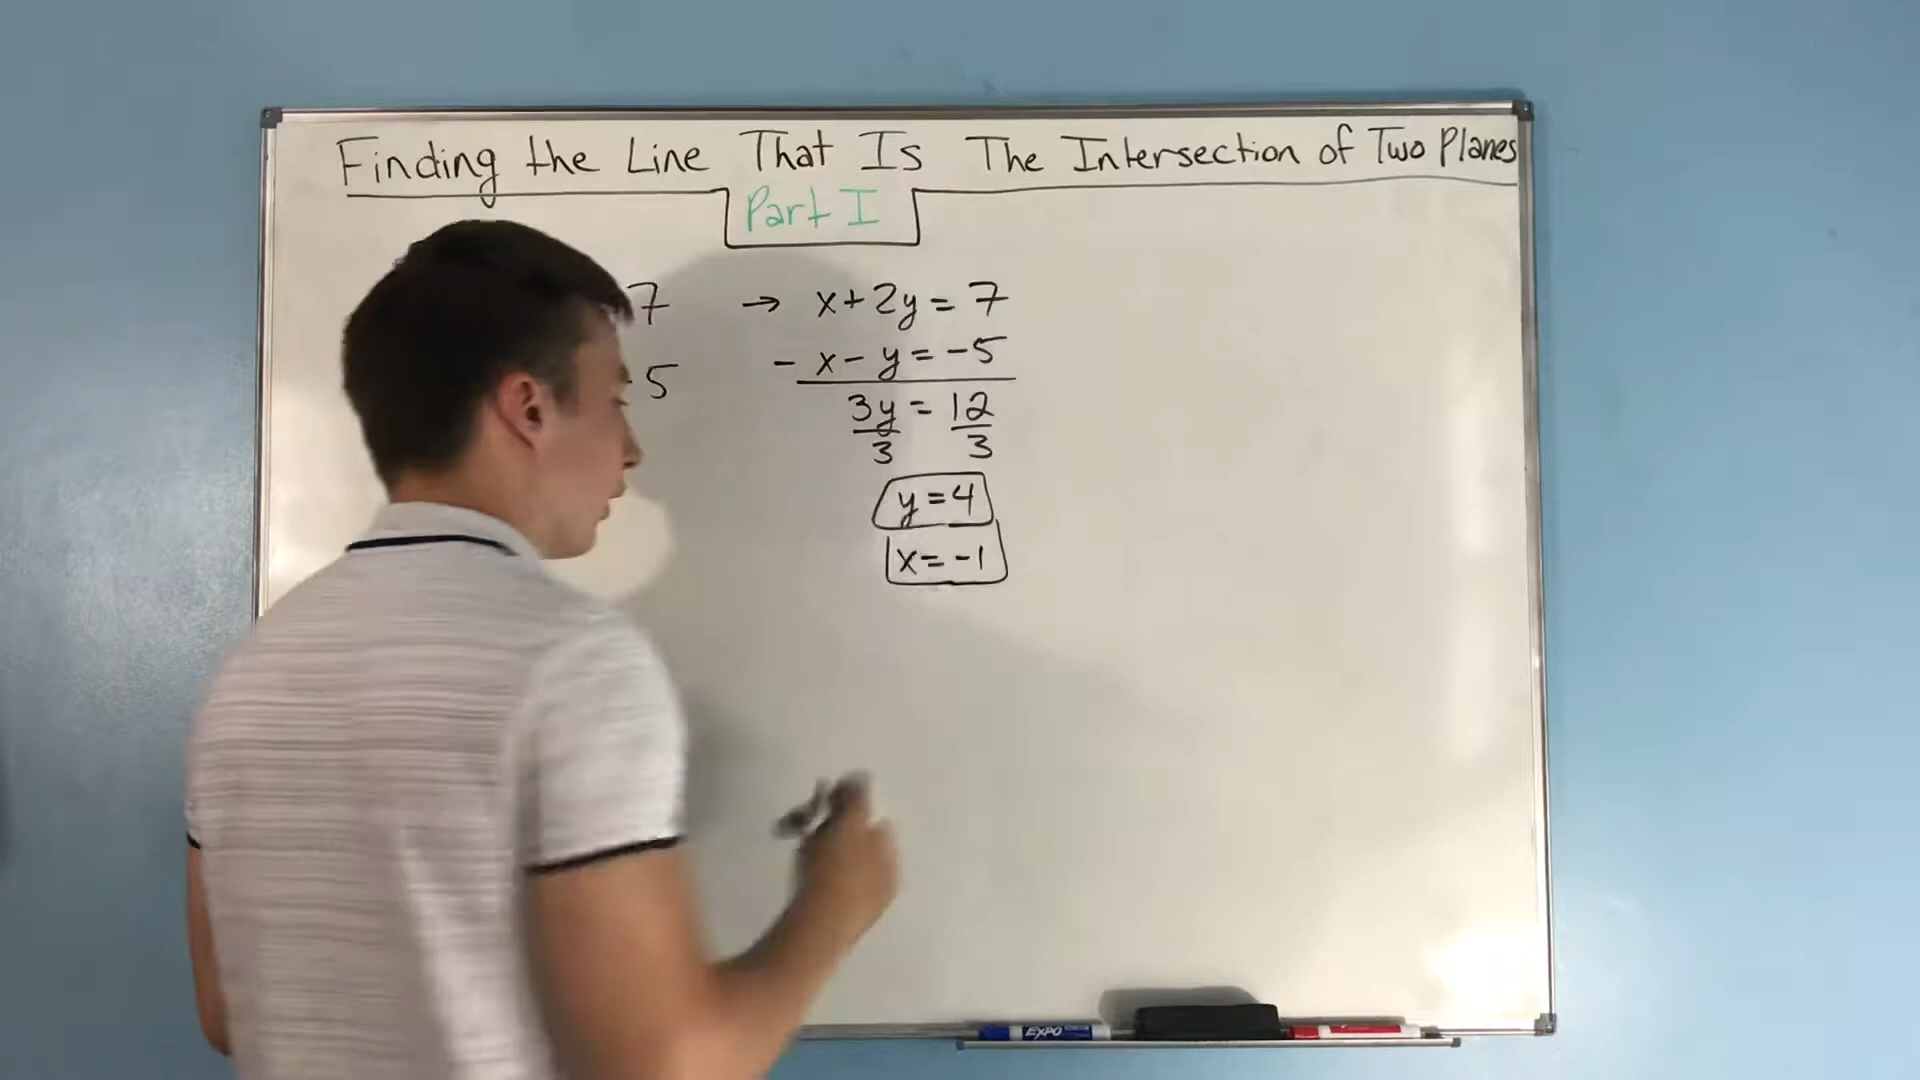 Finding the Line That Is The Intersection of Two Planes
Part I
7 → x+2y=7
5 - x-y=-5
3y = 12
3 3
y=4
x=-1
EXPO